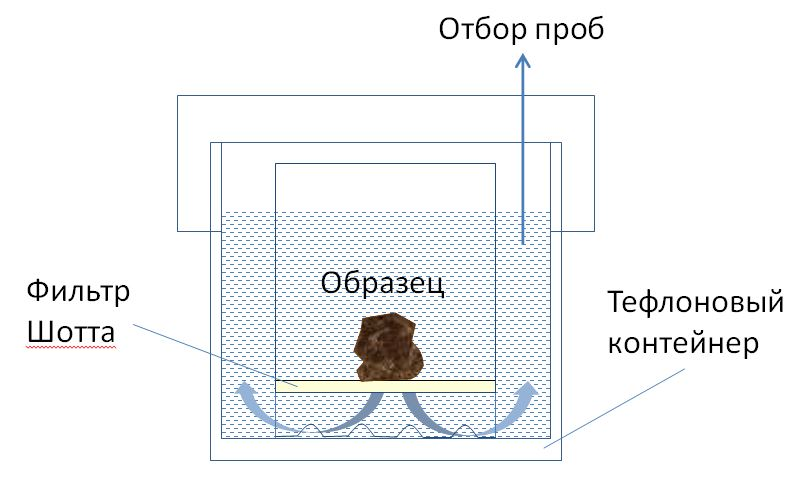 Отбор проб
Образец
Фильтр
Шотта
Тефлоновый
контейнер